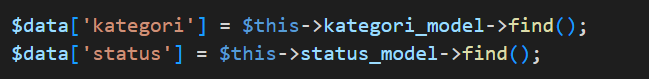 $data['kategori'] = $this->kategori_model->find();
$data['status'] = $this->status_model->find();